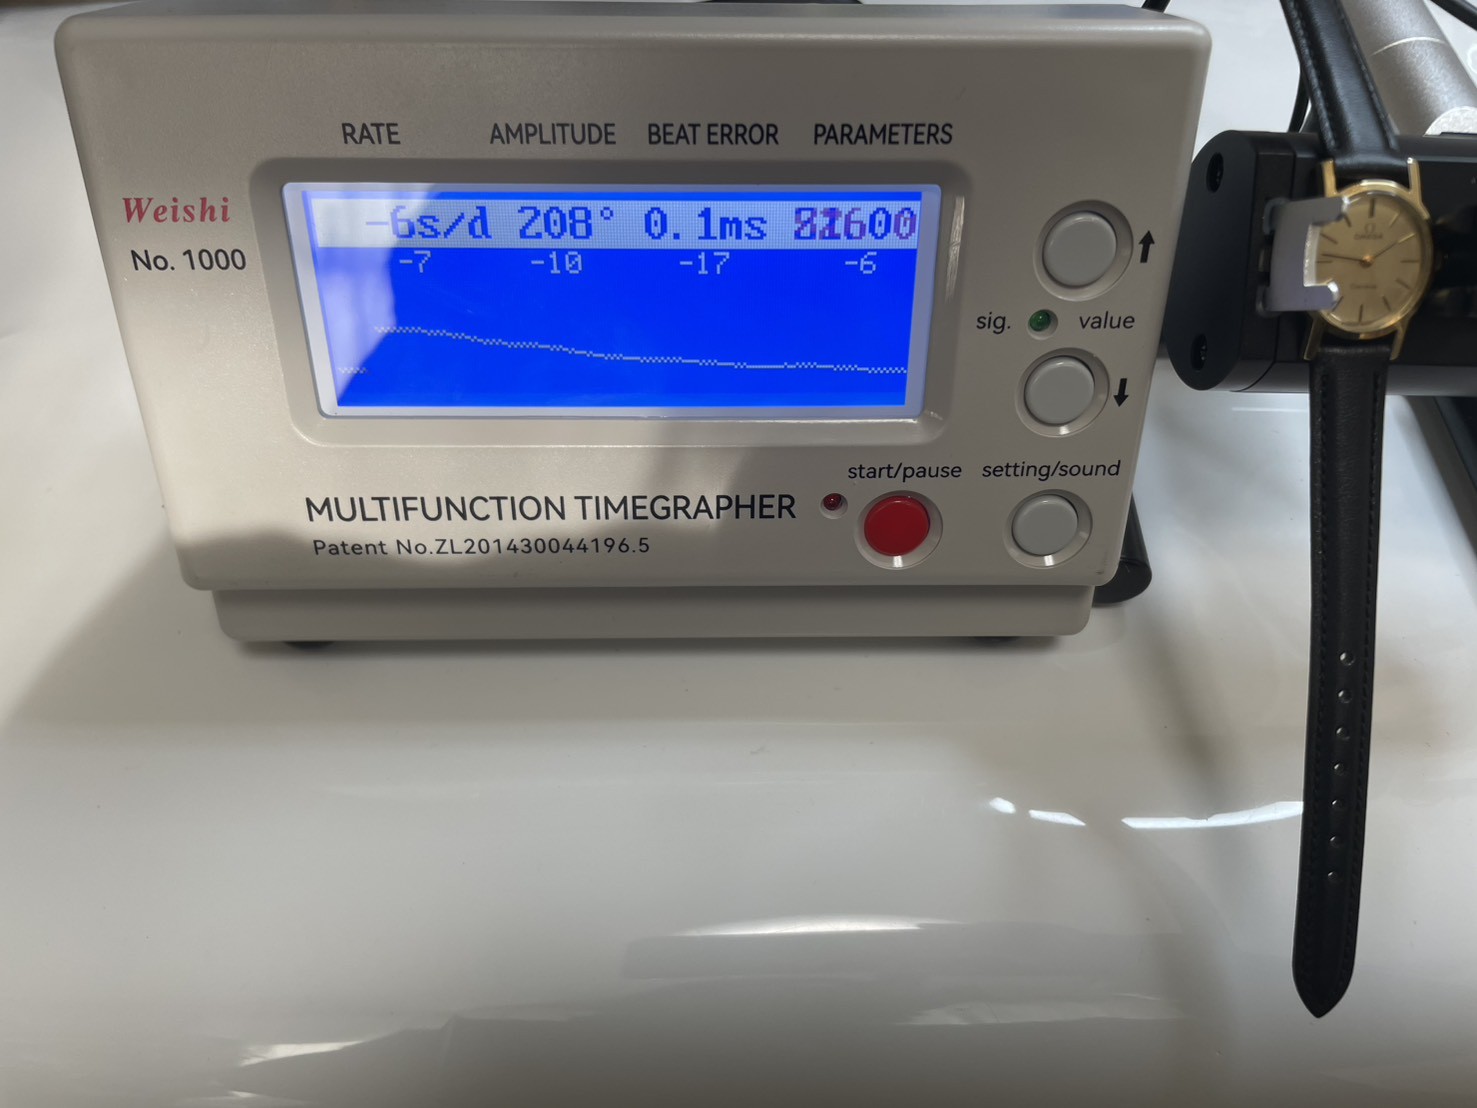 RATE AMPLITUDE BEAT ERROR PARAMETERS
Weishi
No. 1000
-6s/d 208° 0.1ms
-7 -10 -17 -6
sig. value
start/pause setting/sound
MULTIFUNCTION TIMEGRAPHER
Patent No.ZL201430044196.5
Ω
OMEGA